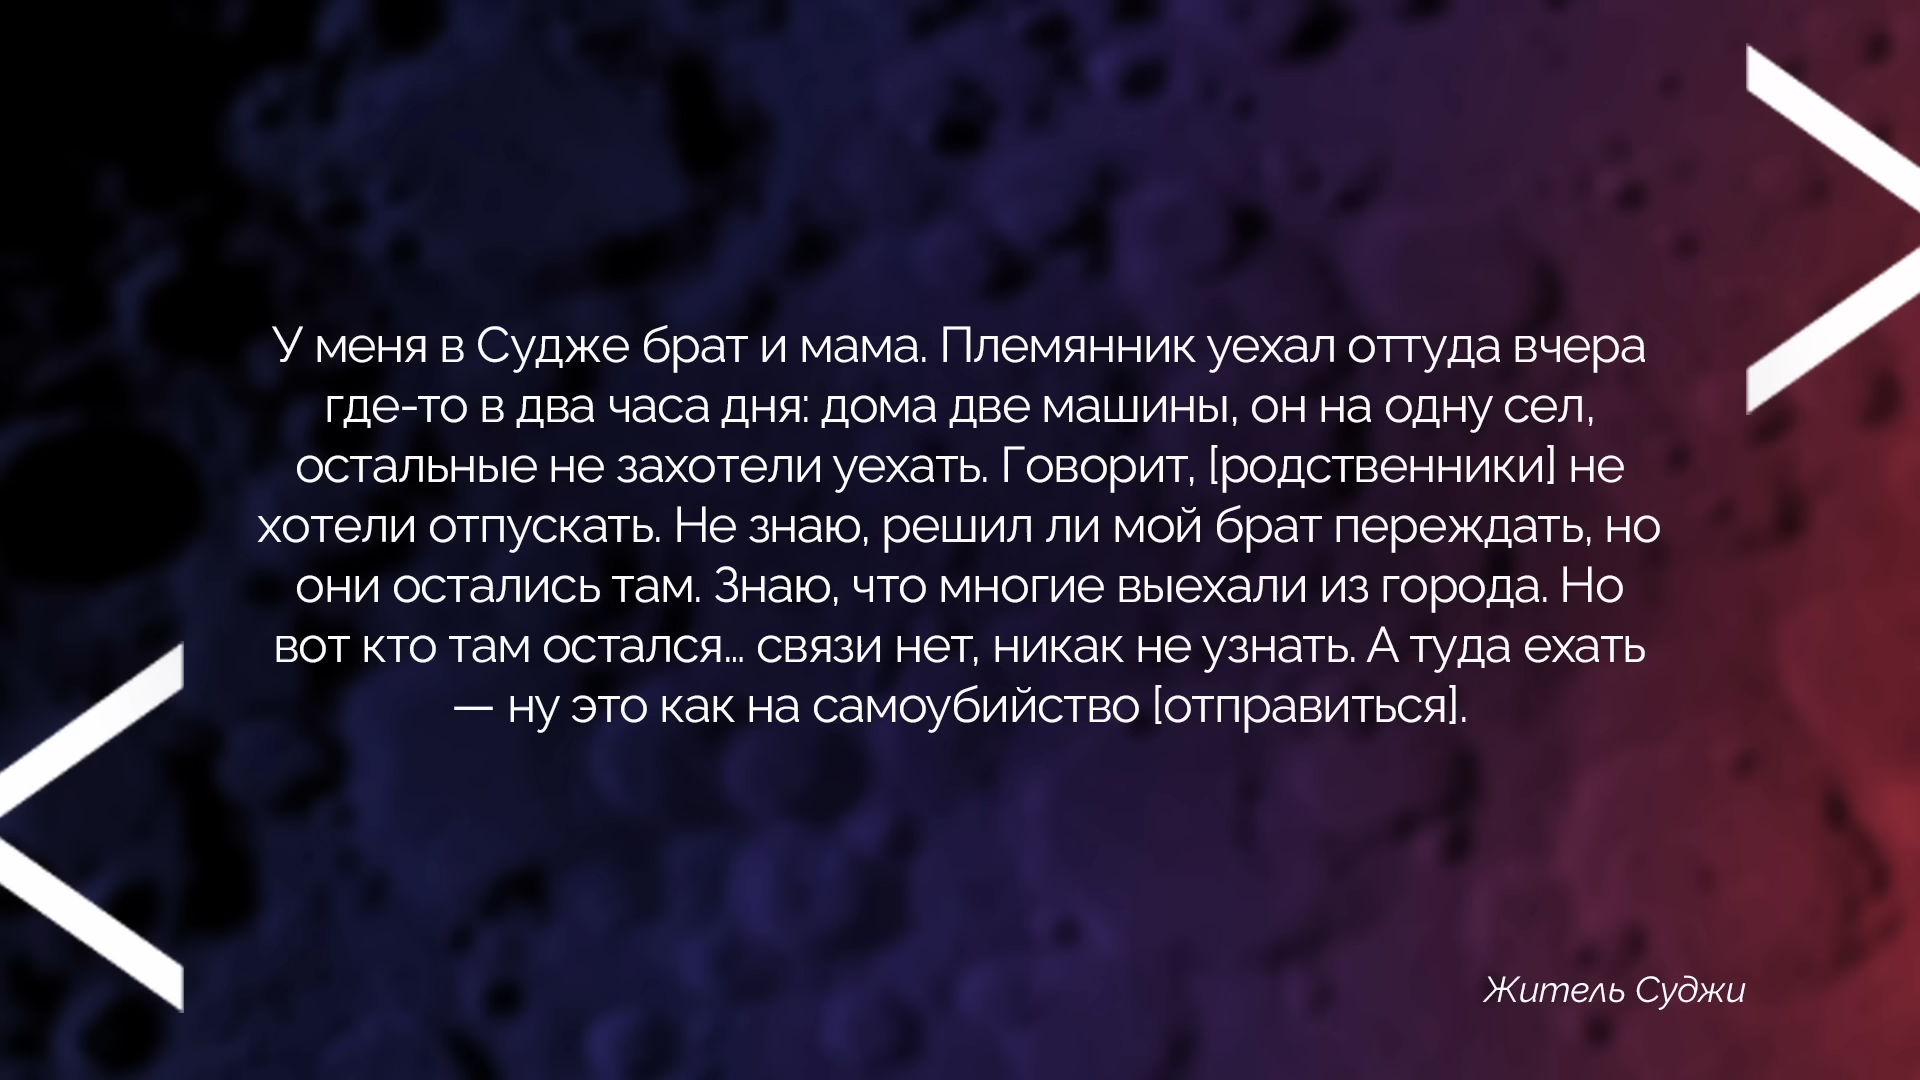 У меня в Судже брат и мама. Племянник уехал оттуда вчера
где-то в два часа дня: дома две машины, он на одну сел,
остальные не захотели уехать. Говорит, [родственники] не
хотели отпускать. Не знаю, решил ли мой брат переждать, но
они остались там. Знаю, что многие выехали из города. Но
вот кто там остался... связи нет, никак не узнать. А туда ехать
— ну это как на самоубийство [отправиться].
Житель Суджи